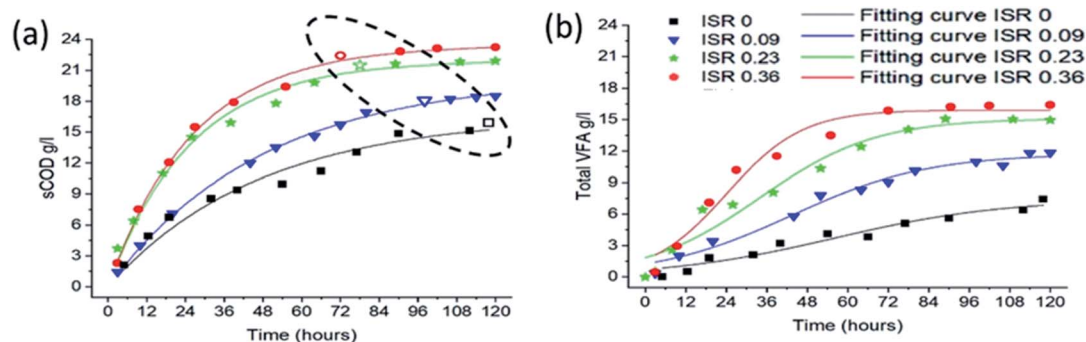 (a)
24
21
18
15
12
9
6
3
0
sCOD g/l
0 12 24 36 48 60 72 84 96 108 120
Time (hours)
(b)
ISR 0
ISR 0.09
ISR 0.23
ISR 0.36
Fitting curve ISR 0
Fitting curve ISR 0.09
Fitting curve ISR 0.23
Fitting curve ISR 0.36
24
21
18
15
12
9
6
3
0
Total VFA g/l
0 12 24 36 48 60 72 84 96 108 120
Time (hours)